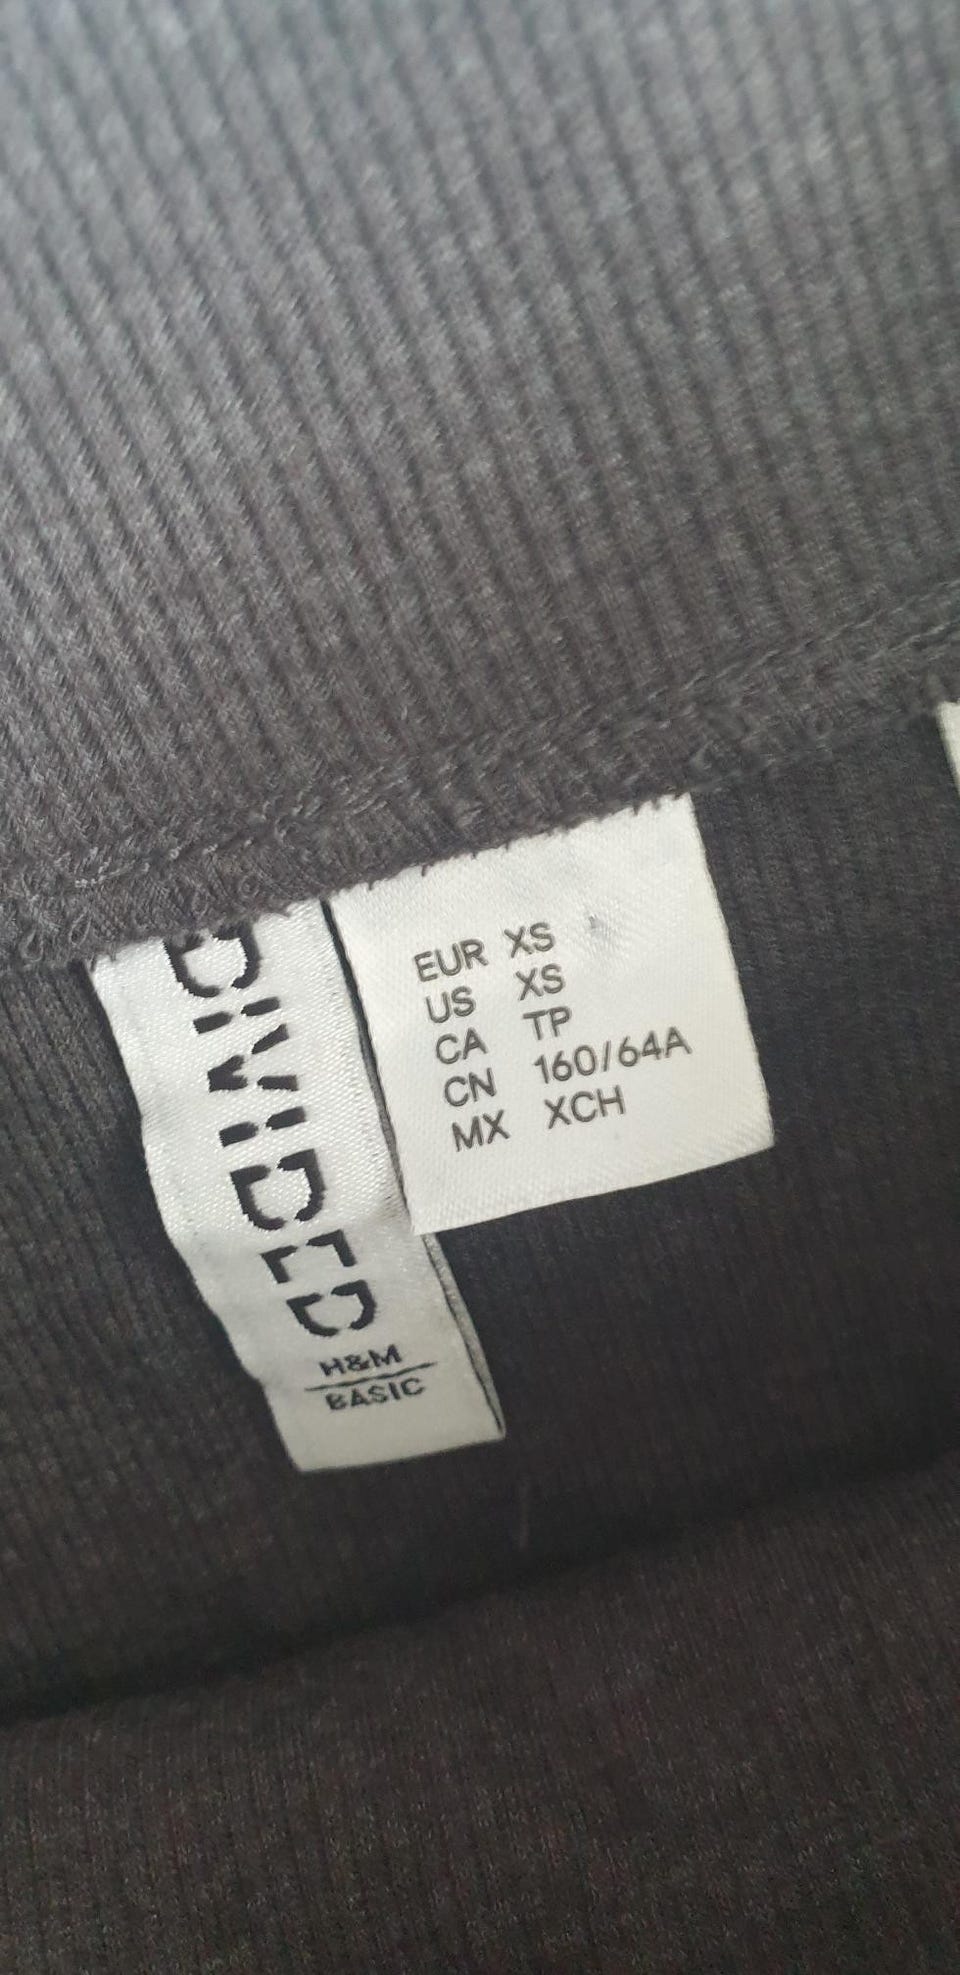 DIVIDED
H&M
BASIC
EUR XS
US XS
CA TP
CN 160/64A
MX XCH